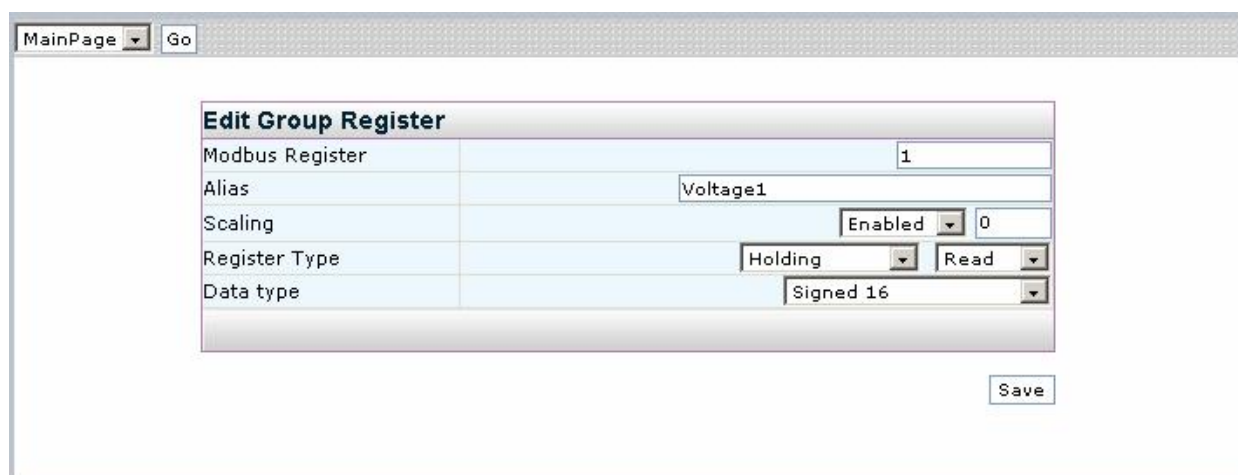 MainPage Go
Edit Group Register
Modbus Register 1
Alias Voltage1
Scaling Enabled 0
Register Type Holding Read
Data type Signed 16
Save